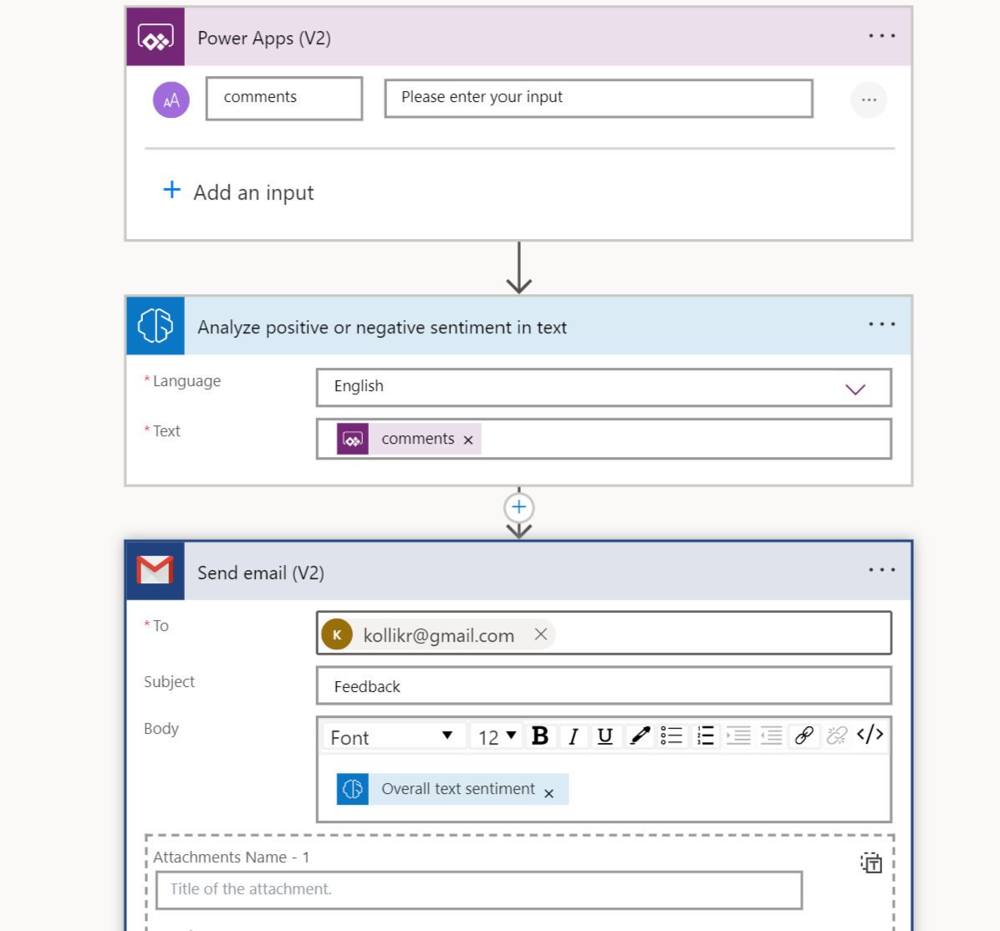 Power Apps (V2)
AA comments Please enter your input
Add an input
Analyze positive or negative sentiment in text
* Language English
* Text comments
Send email (V2)
* To K kollikr@gmail.com
Subject Feedback
Body
Font 12 B I U </>
Overall text sentiment
Attachments Name - 1
Title of the attachment.